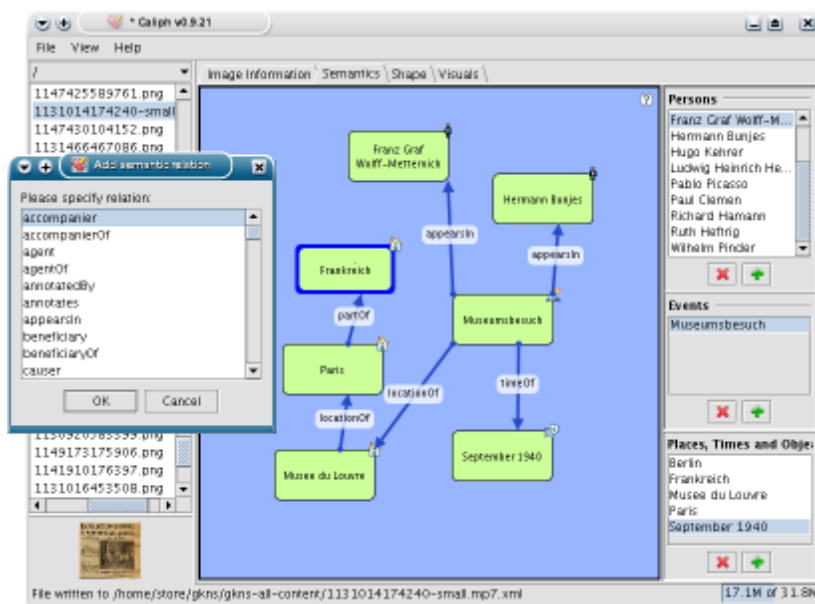 * Caliph v0.9.21
File View Help
/
Image Information Semantics Shape Visuals
1147425589761.png
1131014174240-small
1147430104152.png
1131466467086.png
Add semantic relation
Please specify relation:
accompanier
accompanierOf
agent
agentOf
annotatedBy
annotates
appearsIn
beneficiary
beneficiaryOf
causer
OK Cancel
1149173175906.png
1141910176397.png
1131016453508.png
?
Franz Graf
Wolff-Metternich
Hermann Bunjes
appearsIn
appearsIn
Frankreich
partOf
Museumsbesuch
Paris
locationOf
timeOf
locationOf
Musee du Louvre
September 1940
Persons
Franz Graf Wolff-M...
Hermann Bunjes
Hugo Kehrer
Ludwig Heinrich He...
Pablo Picasso
Paul Clemen
Richard Hamann
Ruth Heftrig
Wilhelm Pinder
Events
Museumsbesuch
Places, Times and Obje
Berlin
Frankreich
Musee du Louvre
Paris
September 1940
File written to /home/store/gkns/gkns-all-content/1131014174240-small.mp7.xml
17.1M of 31.8M